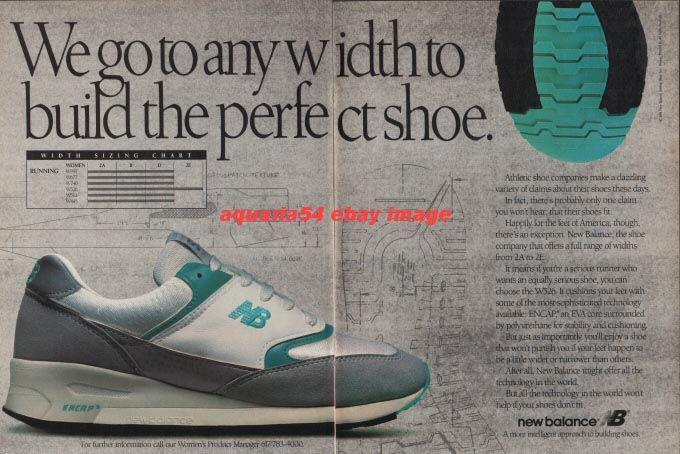 We go to any width to
build the perfect shoe.
WIDTH SIZING CHART
WOMEN 2A B D 2E
RUNNING
aquaria54 ebay image
Athletic shoe companies make a dazzling
variety of claims about their shoes these days.
In fact, there's probably only one claim
you won't hear: that their shoes fit.
Happily for the feet of America, though,
there's an exception. New Balance, the shoe
company that offers a full range of widths
from 2A to 2E.
It means if you're a serious runner who
wants an equally serious shoe, you can
choose the W526. It cushions your feet with
some of the most sophisticated technology
available: ENCAP,® an EVA core surrounded
by polyurethane for stability and cushioning.
But just as importantly, you'll enjoy a shoe
that won't punish you if your feet happen to
be a little wider or narrower than others.
After all, New Balance might offer all the
technology in the world.
But all the technology in the world won't
help if your shoes don't fit.
NB
ENCAP
new balance NB
A more intelligent approach to building shoes.
For further information call our Women's Product Manager 617-783-4000.